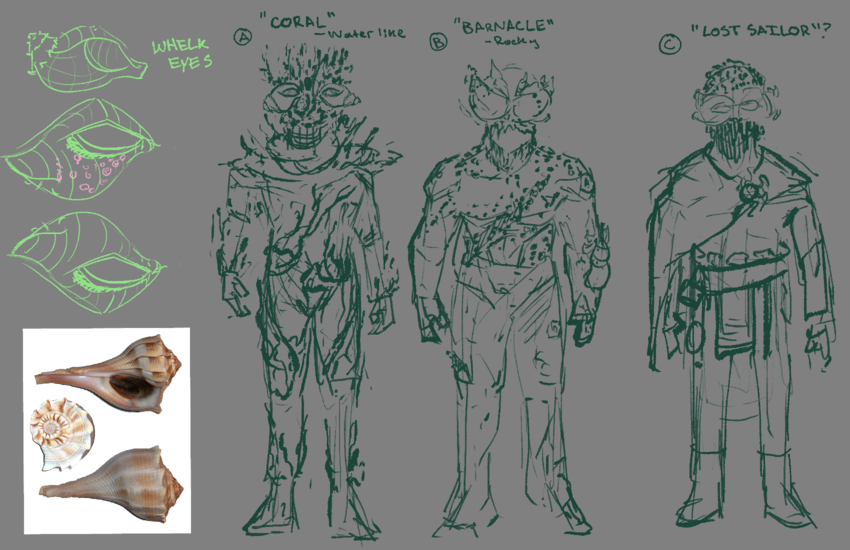 WHELK
EYES
A
"CORAL"
- Water like
B
"BARNACLE"
- Rocky
C
"LOST SAILOR"?